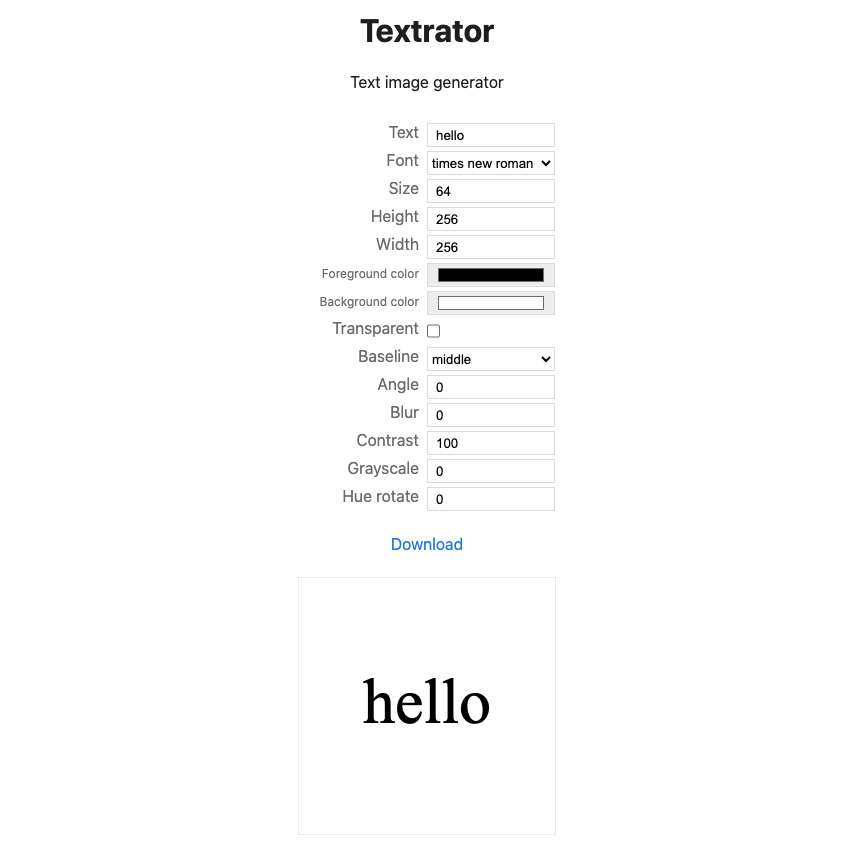 Textrator
Text image generator
Text hello
Font times new roman
Size 64
Height 256
Width 256
Foreground color
Background color
Transparent
Baseline middle
Angle 0
Blur 0
Contrast 100
Grayscale 0
Hue rotate 0
Download
hello